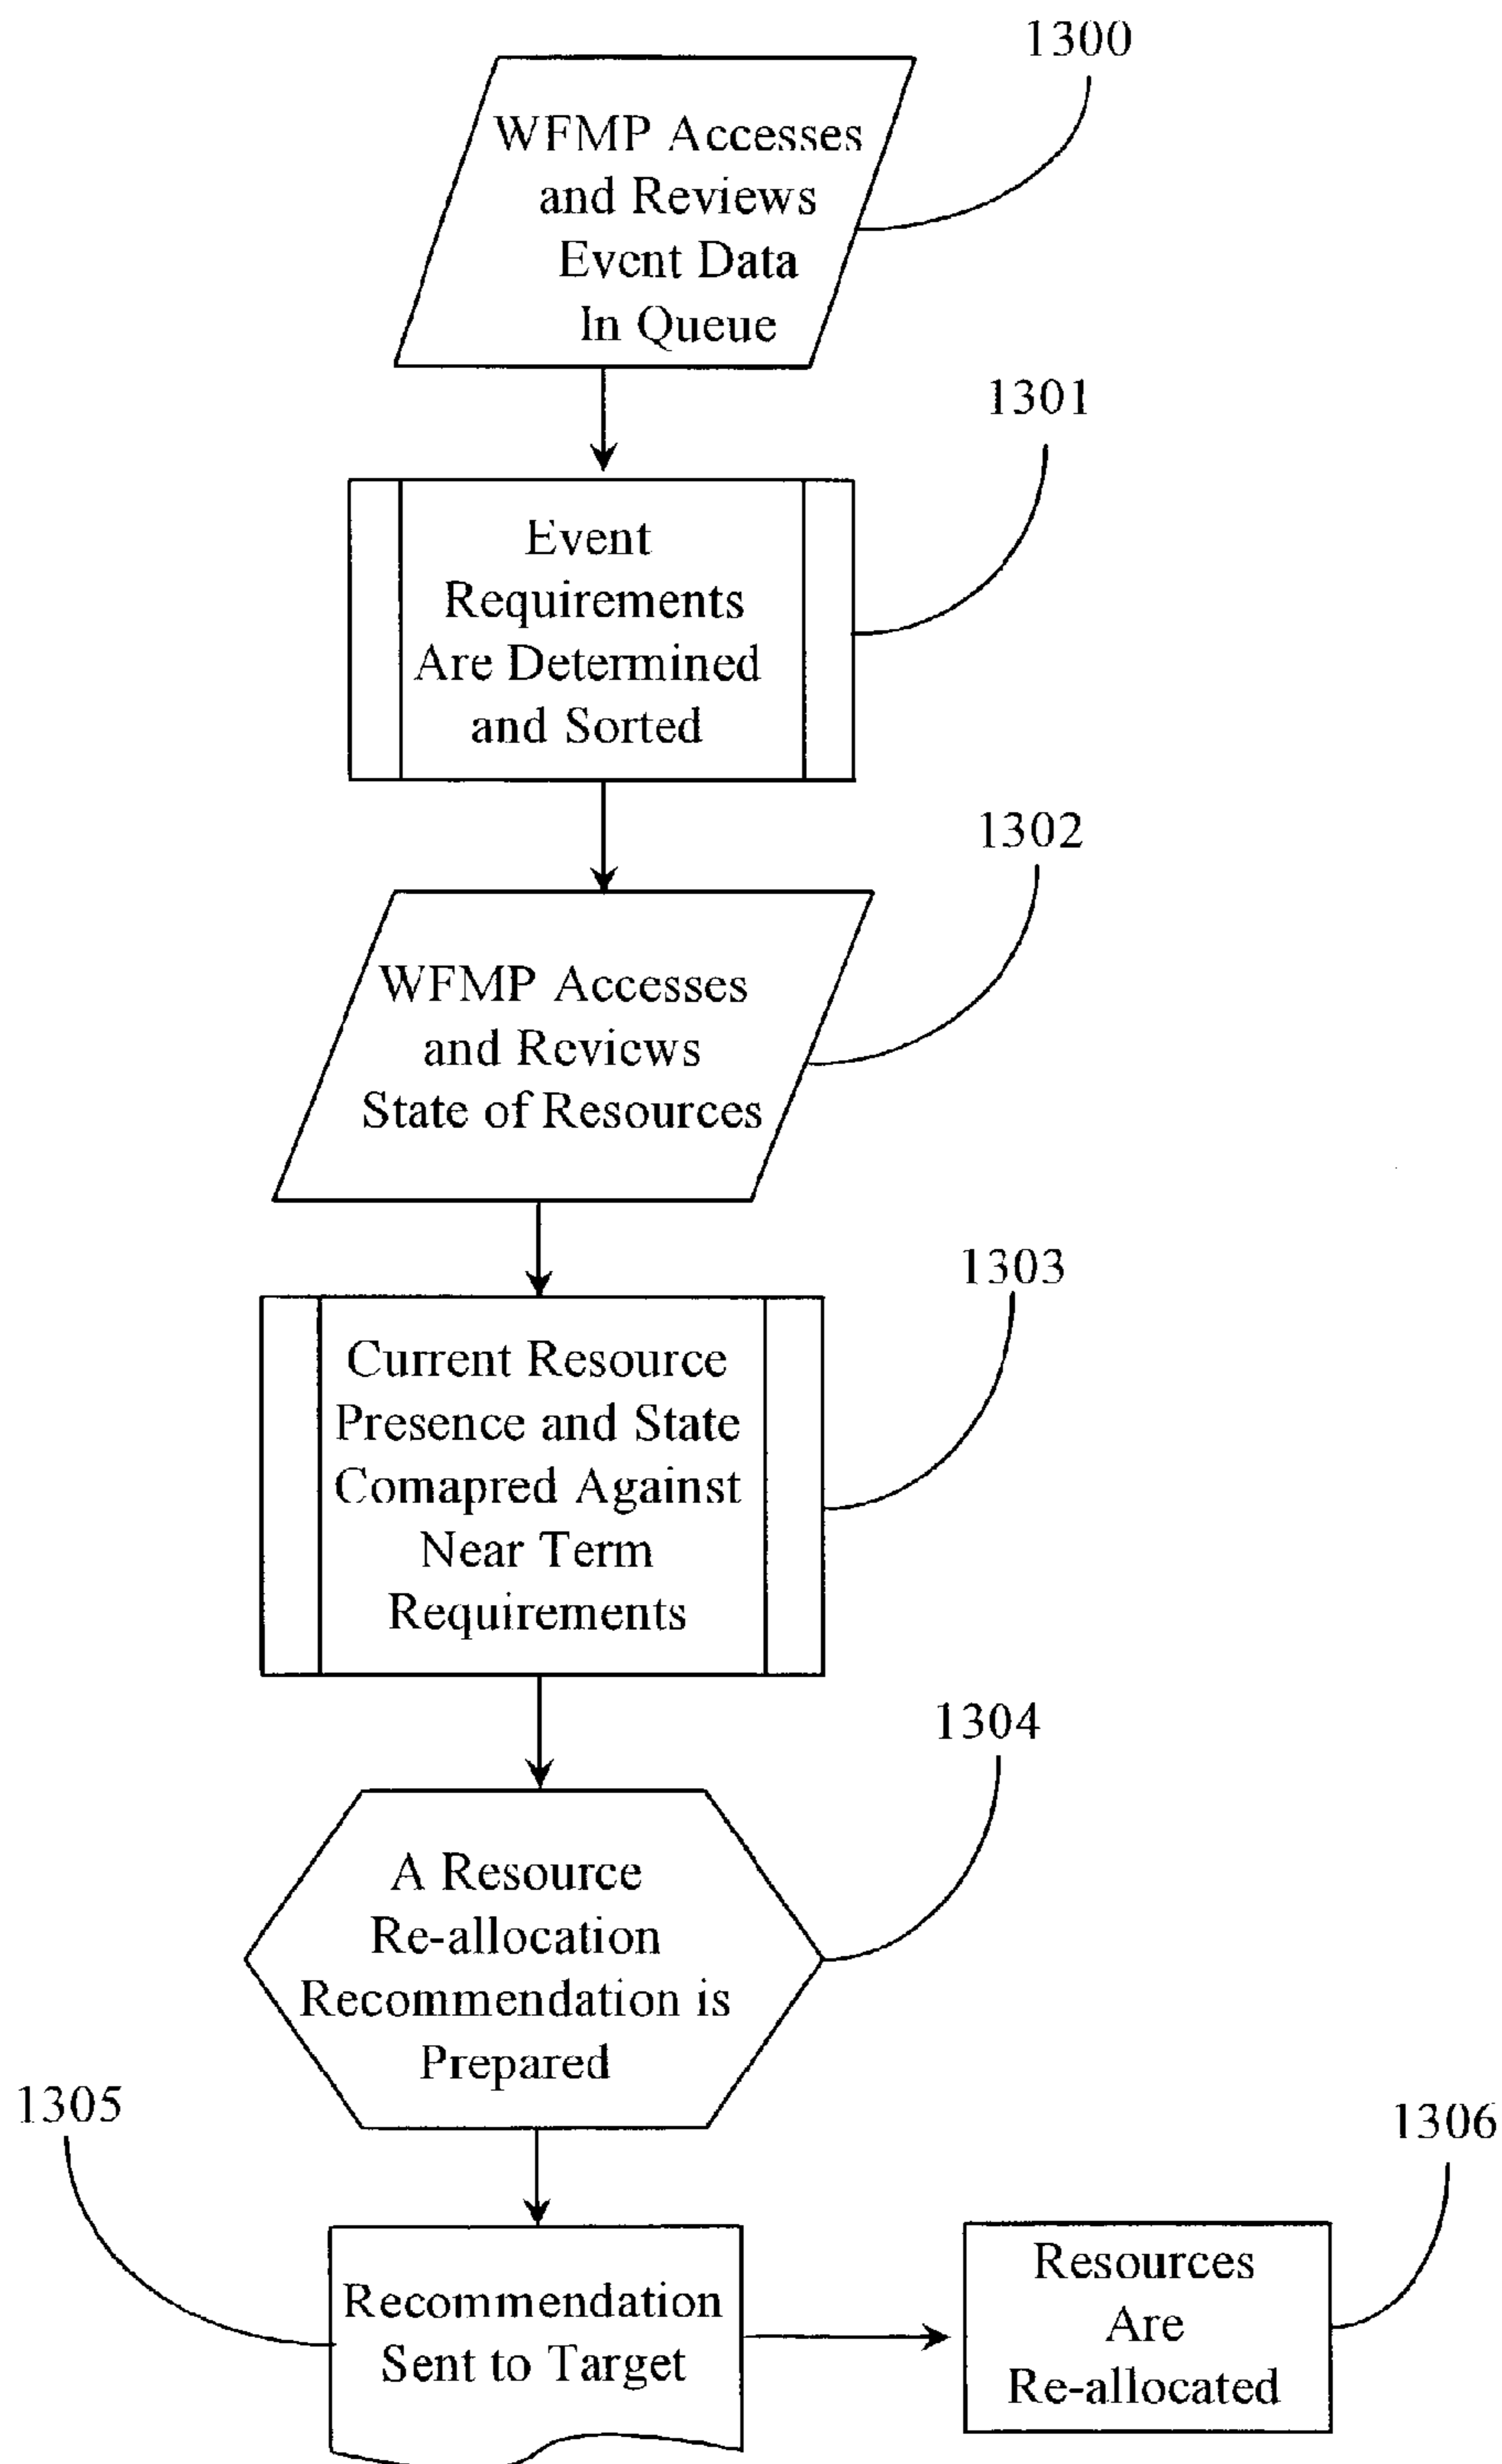 1300
WFMP Accesses
and Reviews
Event Data
In Queue
1301
Event
Requirements
Are Determined
and Sorted
1302
WFMP Accesses
and Reviews
State of Resources
1303
Current Resource
Presence and State
Comapred Against
Near Term
Requirements
1304
A Resource
Re-allocation
Recommendation is
Prepared
1305
1306
Recommendation
Sent to Target
Resources
Are
Re-allocated